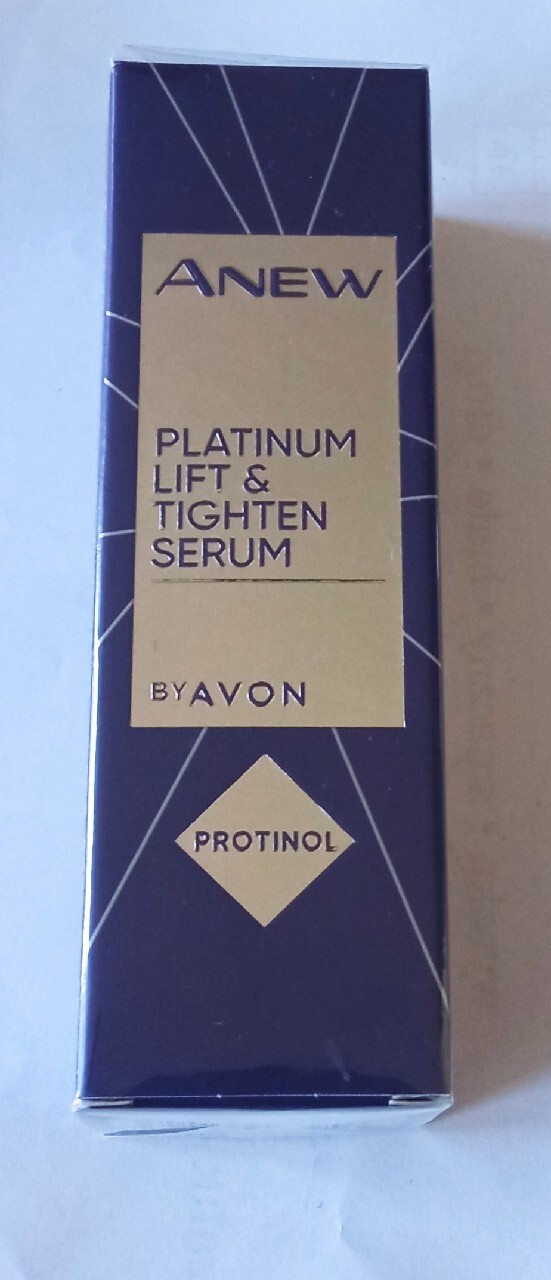 ANEW
PLATINUM
LIFT &
TIGHTEN
SERUM
BY AVON
PROTINOL